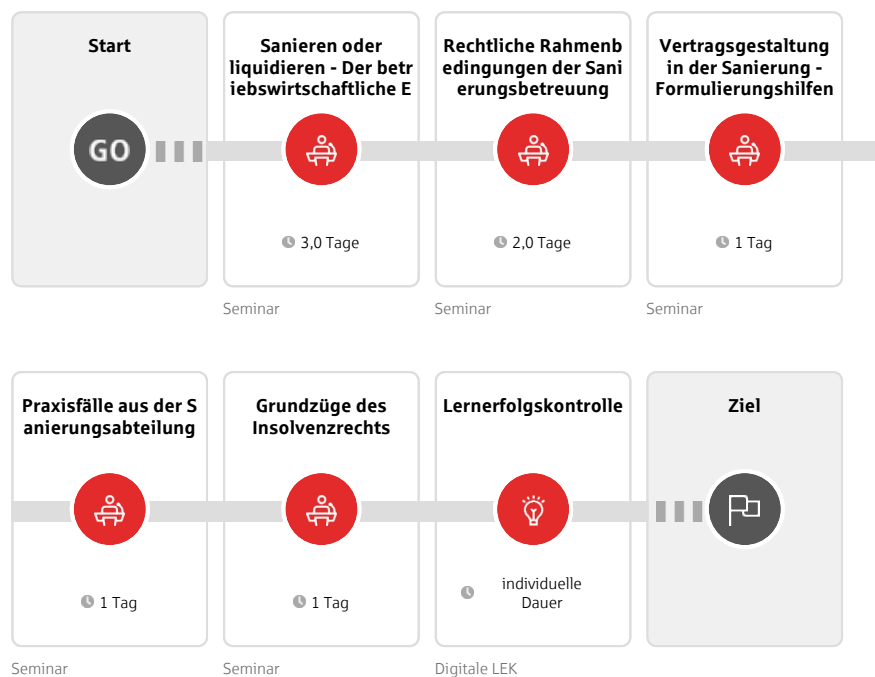 Start
GO
Sanieren oder
liquidieren - Der betr
iebswirtschaftliche E
3,0 Tage
Seminar
Rechtliche Rahmenb
edingungen der Sani
erungsbetreuung
2,0 Tage
Seminar
Vertragsgestaltung
in der Sanierung -
Formulierungshilfen
1 Tag
Seminar
Praxisfälle aus der S
anierungsabteilung
1 Tag
Seminar
Grundzüge des
Insolvenzrechts
1 Tag
Seminar
Lernerfolgskontrolle
individuelle
Dauer
Digitale LEK
Ziel